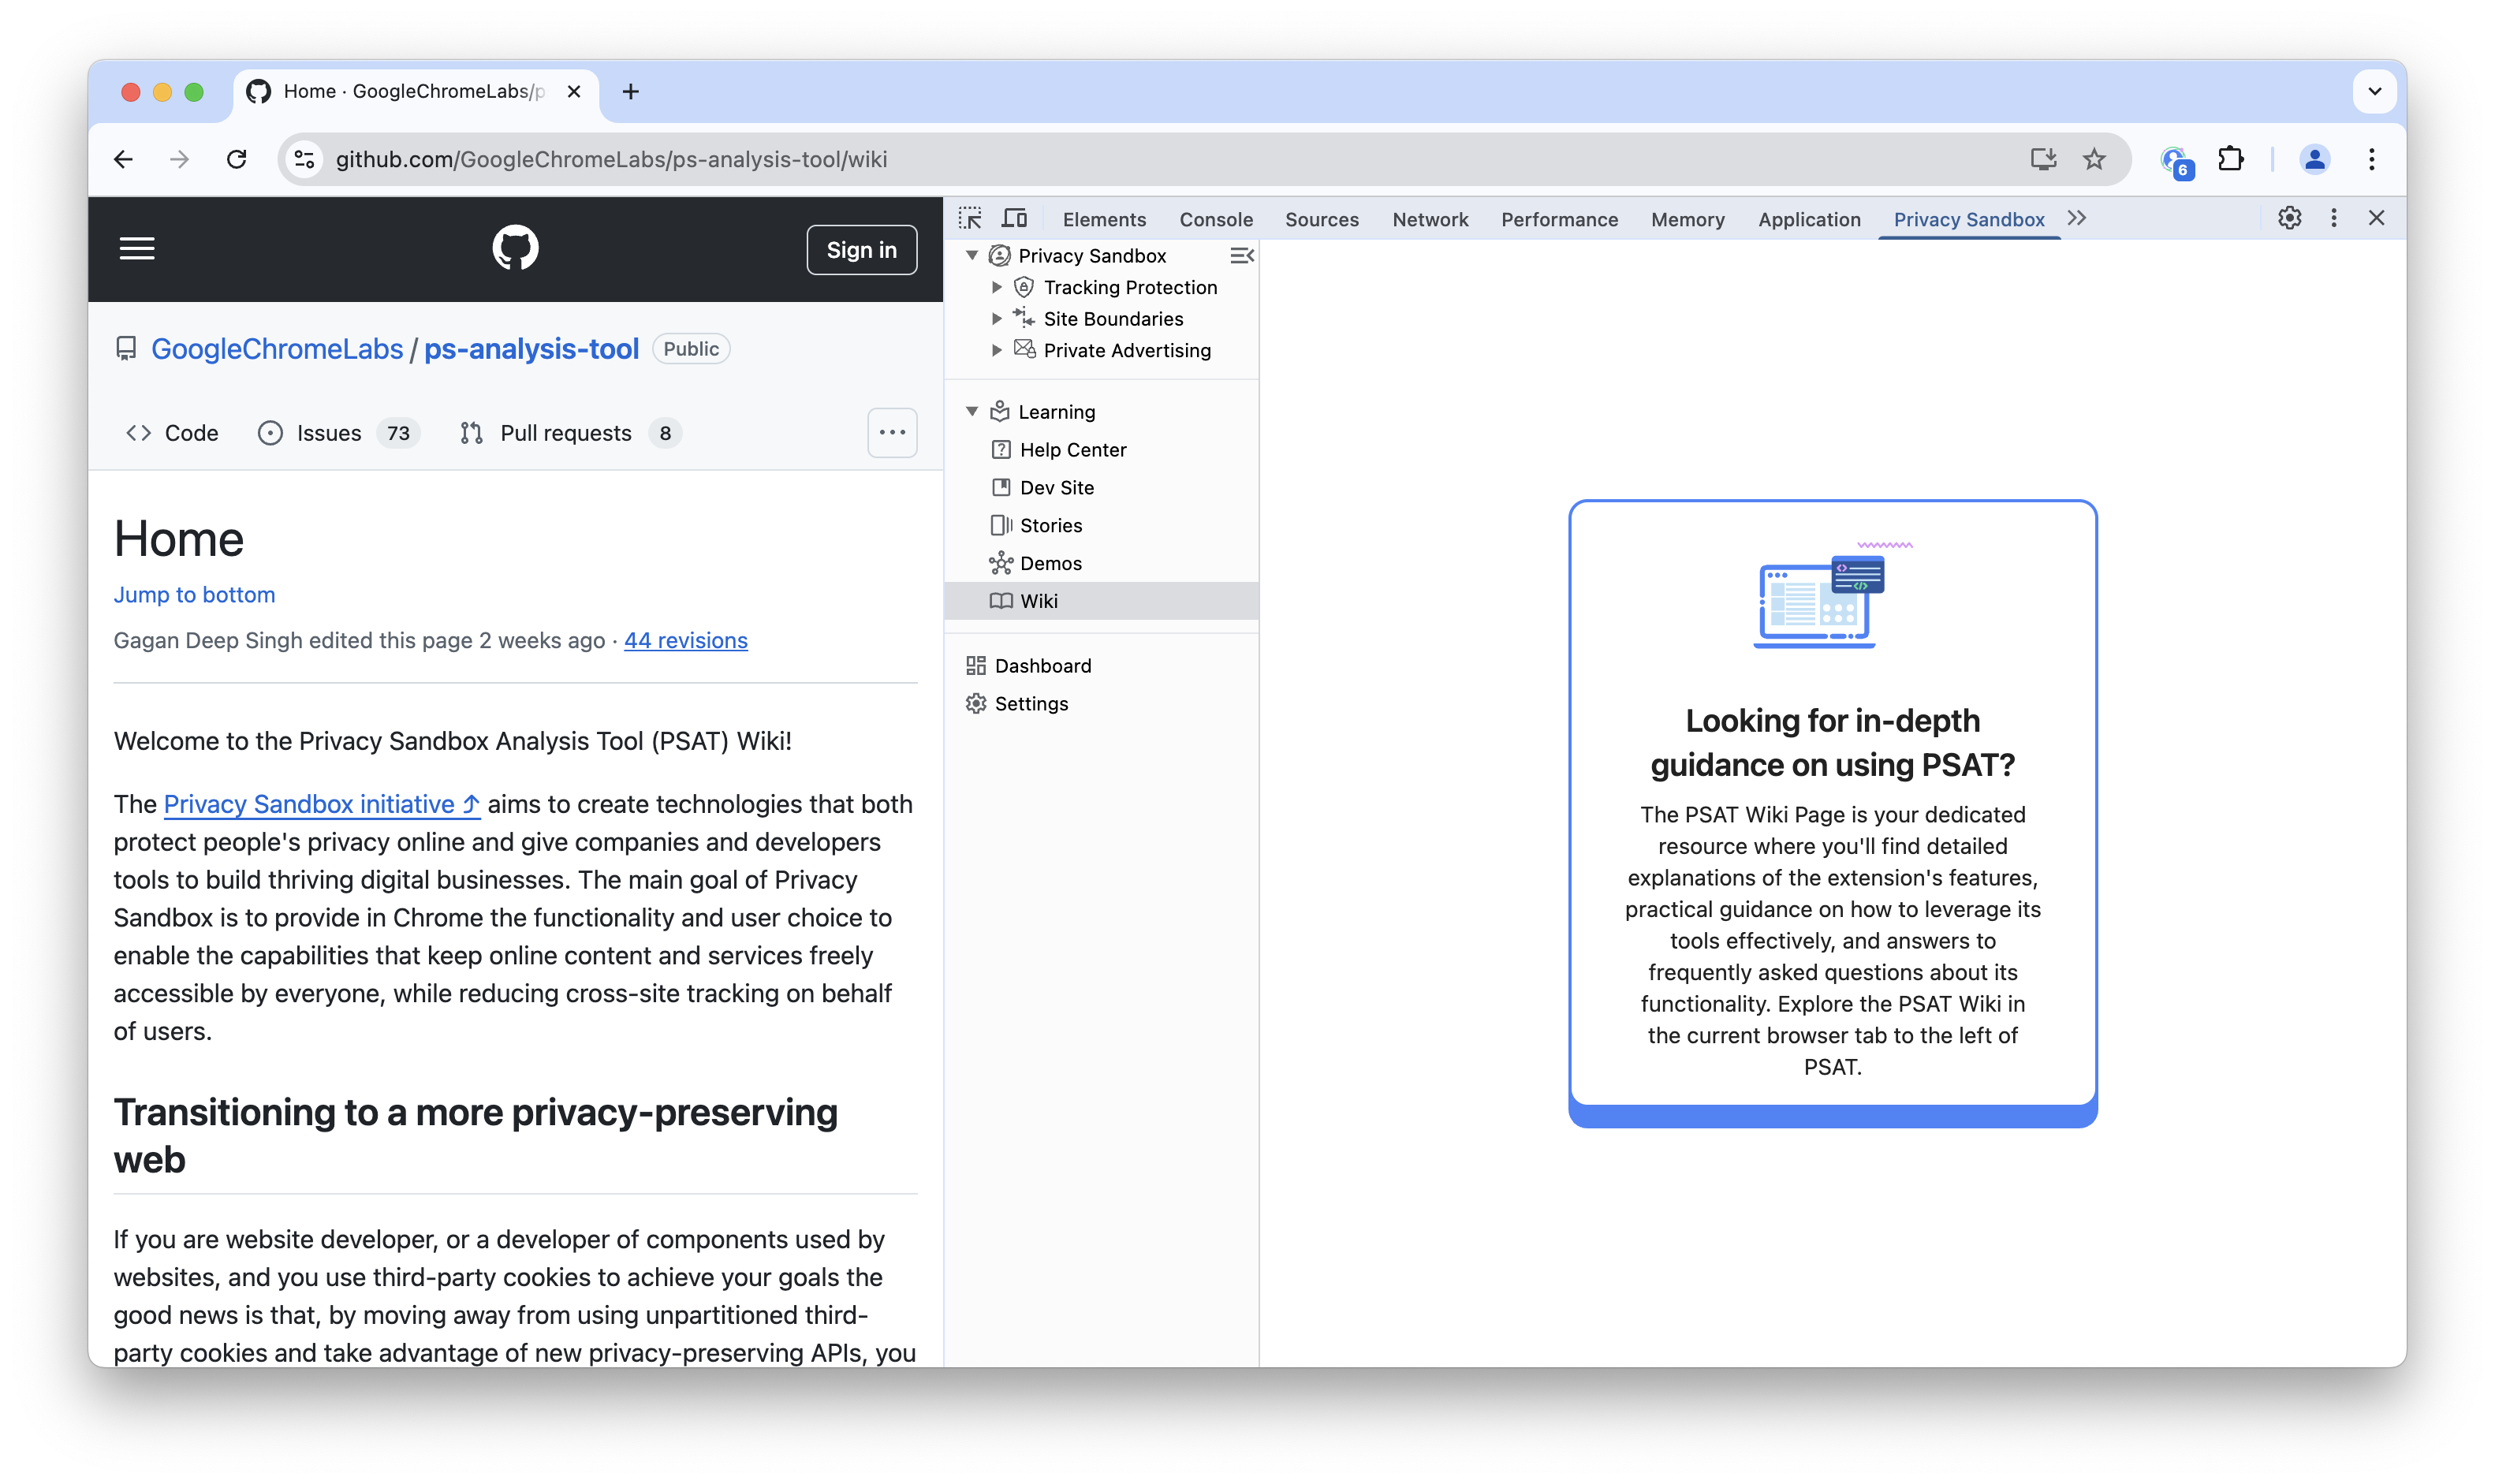 Home · GoogleChromeLabs/p
github.com/GoogleChromeLabs/ps-analysis-tool/wiki
6
Sign in
GoogleChromeLabs / ps-analysis-tool Public
Code Issues 73 Pull requests 8
Home
Jump to bottom
Gagan Deep Singh edited this page 2 weeks ago · 44 revisions
Welcome to the Privacy Sandbox Analysis Tool (PSAT) Wiki!
The Privacy Sandbox initiative ⤴ aims to create technologies that both
protect people's privacy online and give companies and developers
tools to build thriving digital businesses. The main goal of Privacy
Sandbox is to provide in Chrome the functionality and user choice to
enable the capabilities that keep online content and services freely
accessible by everyone, while reducing cross-site tracking on behalf
of users.
Transitioning to a more privacy-preserving
web
If you are website developer, or a developer of components used by
websites, and you use third-party cookies to achieve your goals the
good news is that, by moving away from using unpartitioned third-
party cookies and take advantage of new privacy-preserving APIs, you
Elements Console Sources Network Performance Memory Application Privacy Sandbox
Privacy Sandbox
Tracking Protection
Site Boundaries
Private Advertising
Learning
Help Center
Dev Site
Stories
Demos
Wiki
Dashboard
Settings
Looking for in-depth
guidance on using PSAT?
The PSAT Wiki Page is your dedicated
resource where you'll find detailed
explanations of the extension's features,
practical guidance on how to leverage its
tools effectively, and answers to
frequently asked questions about its
functionality. Explore the PSAT Wiki in
the current browser tab to the left of
PSAT.